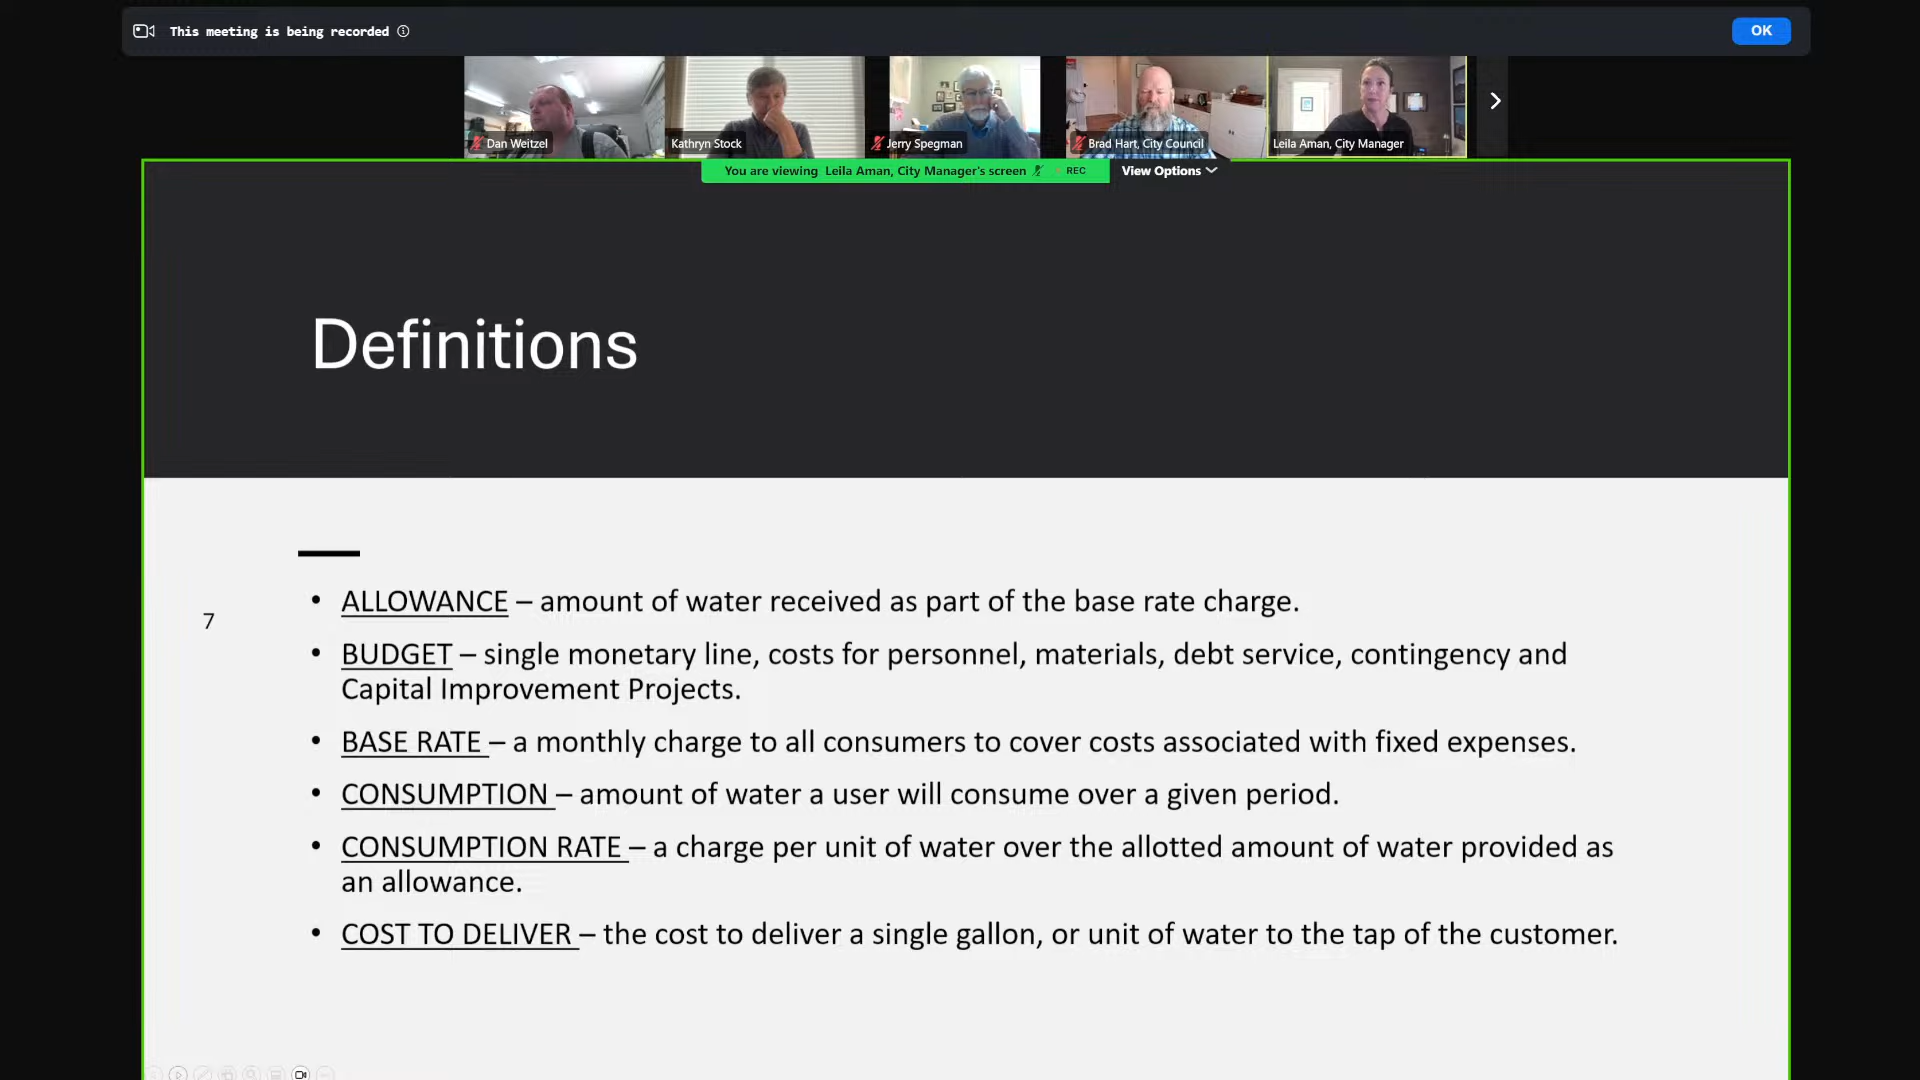 This meeting is being recorded
OK
Dan Weitzel
Kathryn Stock
Jerry Spegman
Brad Hart, City Council
Leila Aman, City Manager
You are viewing Leila Aman, City Manager's screen
REC
View Options
Definitions
7
• ALLOWANCE – amount of water received as part of the base rate charge.
• BUDGET – single monetary line, costs for personnel, materials, debt service, contingency and
Capital Improvement Projects.
• BASE RATE – a monthly charge to all consumers to cover costs associated with fixed expenses.
• CONSUMPTION – amount of water a user will consume over a given period.
• CONSUMPTION RATE – a charge per unit of water over the allotted amount of water provided as
an allowance.
• COST TO DELIVER – the cost to deliver a single gallon, or unit of water to the tap of the customer.